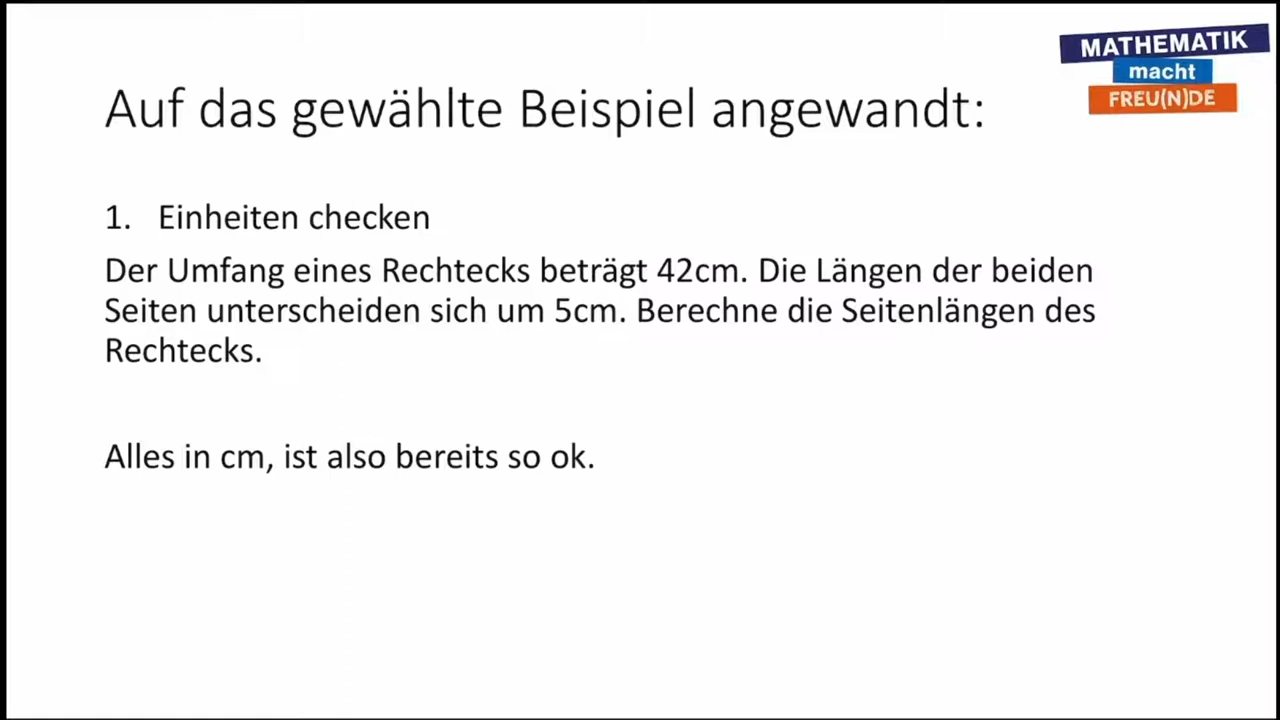 MATHEMATIK
macht
FREU(N)DE
Auf das gewählte Beispiel angewandt:
1. Einheiten checken
Der Umfang eines Rechtecks beträgt 42cm. Die Längen der beiden
Seiten unterscheiden sich um 5cm. Berechne die Seitenlängen des
Rechtecks.
Alles in cm, ist also bereits so ok.